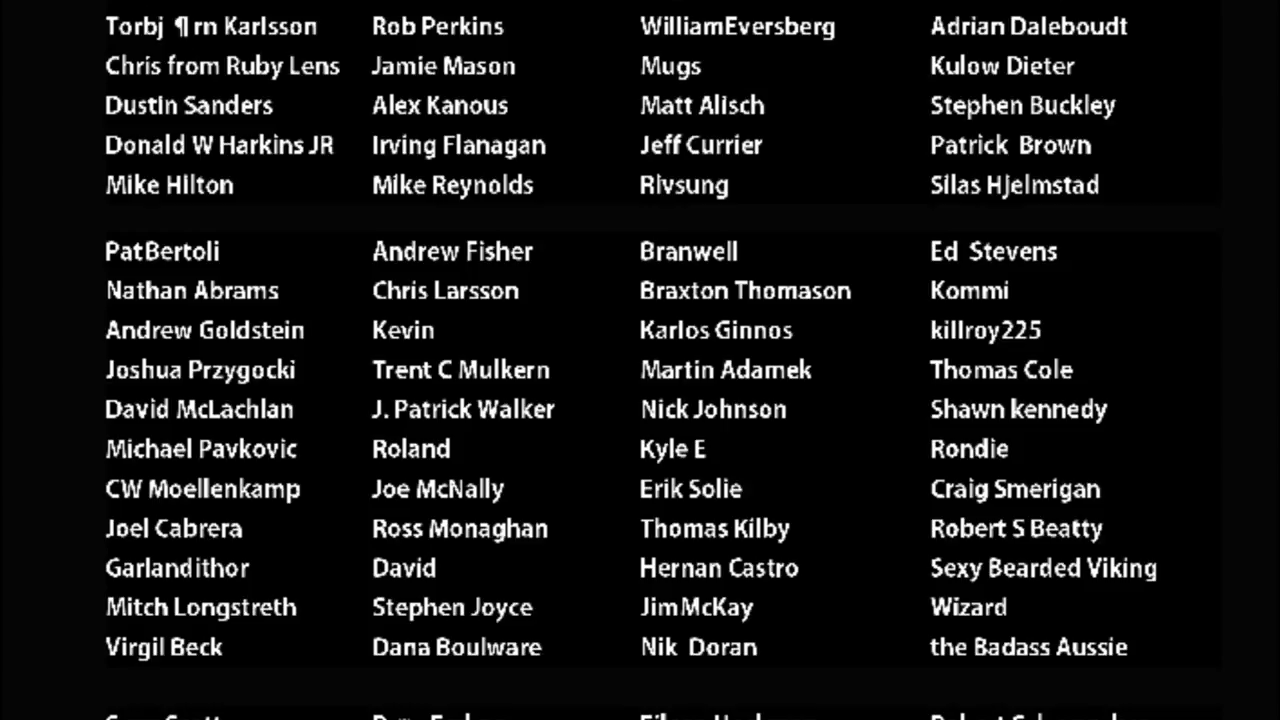 Torbj ¶rn Karlsson Rob Perkins WilliamEversberg Adrian Daleboudt
Chris from Ruby Lens Jamie Mason Mugs Kulow Dieter
Dustin Sanders Alex Kanous Matt Alisch Stephen Buckley
Donald W Harkins JR Irving Flanagan Jeff Currier Patrick Brown
Mike Hilton Mike Reynolds Rivsung Silas Hjelmstad
PatBertoli Andrew Fisher Branwell Ed Stevens
Nathan Abrams Chris Larsson Braxton Thomason Kommi
Andrew Goldstein Kevin Karlos Ginnos killroy225
Joshua Przygocki Trent C Mulkern Martin Adamek Thomas Cole
David McLachlan J. Patrick Walker Nick Johnson Shawn kennedy
Michael Pavkovic Roland Kyle E Rondie
CW Moellenkamp Joe McNally Erik Solie Craig Smerigan
Joel Cabrera Ross Monaghan Thomas Kilby Robert S Beatty
Garlandithor David Hernan Castro Sexy Bearded Viking
Mitch Longstreth Stephen Joyce JimMcKay Wizard
Virgil Beck Dana Boulware Nik Doran the Badass Aussie